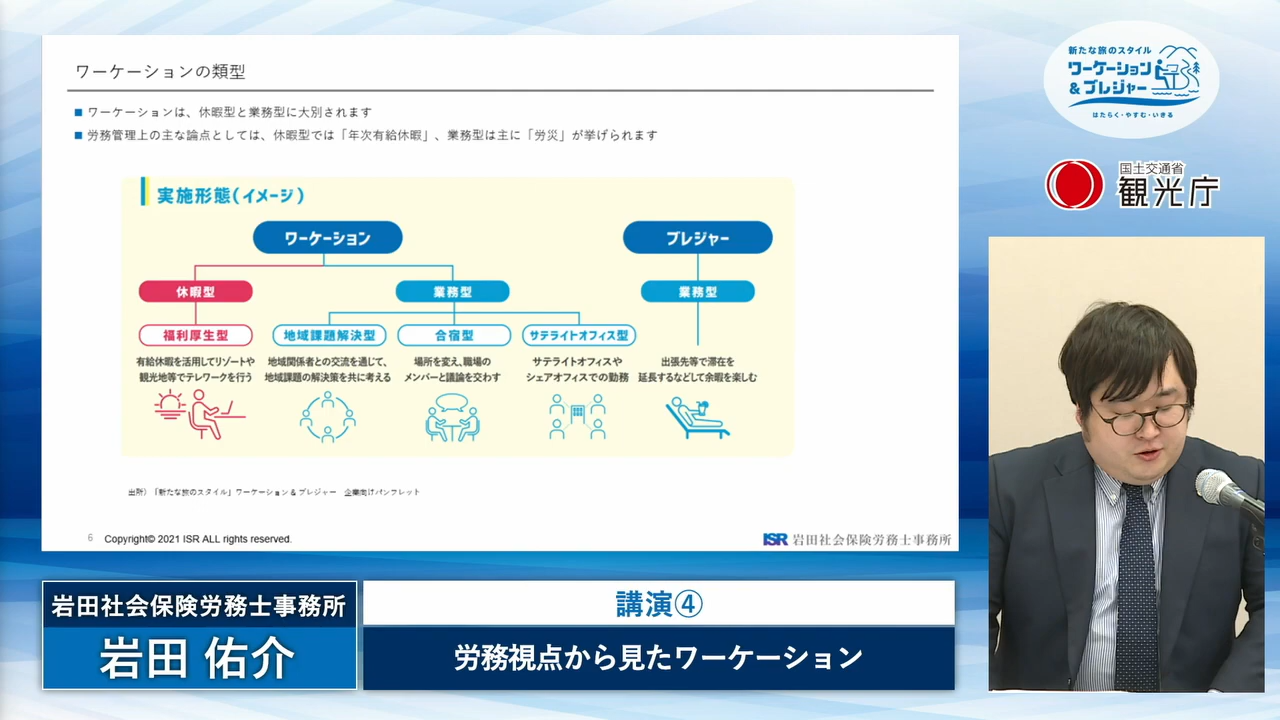 ワーケーションの類型
■ ワーケーションは、休暇型と業務型に大別されます
■ 労務管理上の主な論点としては、休暇型では「年次有給休暇」、業務型は主に「労災」が挙げられます
実施形態(イメージ)
ワーケーション
ブレジャー
休暇型
業務型
業務型
福利厚生型
地域課題解決型
合宿型
サテライトオフィス型
有給休暇を活用してリゾートや
観光地等でテレワークを行う
地域関係者との交流を通じて、
地域課題の解決策を共に考える
場所を変え、職場の
メンバーと議論を交わす
サテライトオフィスや
シェアオフィスでの勤務
出張先等で滞在を
延長するなどして余暇を楽しむ
出所)「新たな旅のスタイル」ワーケーション & ブレジャー 企業向けパンフレット
6 Copyright© 2021 ISR ALL rights reserved.
ISR 岩田社会保険労務士事務所
新たな旅のスタイル
ワーケーション
&ブレジャー
はたらく・やすむ・いきる
国土交通省
観光庁
岩田社会保険労務士事務所
岩田 佑介
講演④
労務視点から見たワーケーション